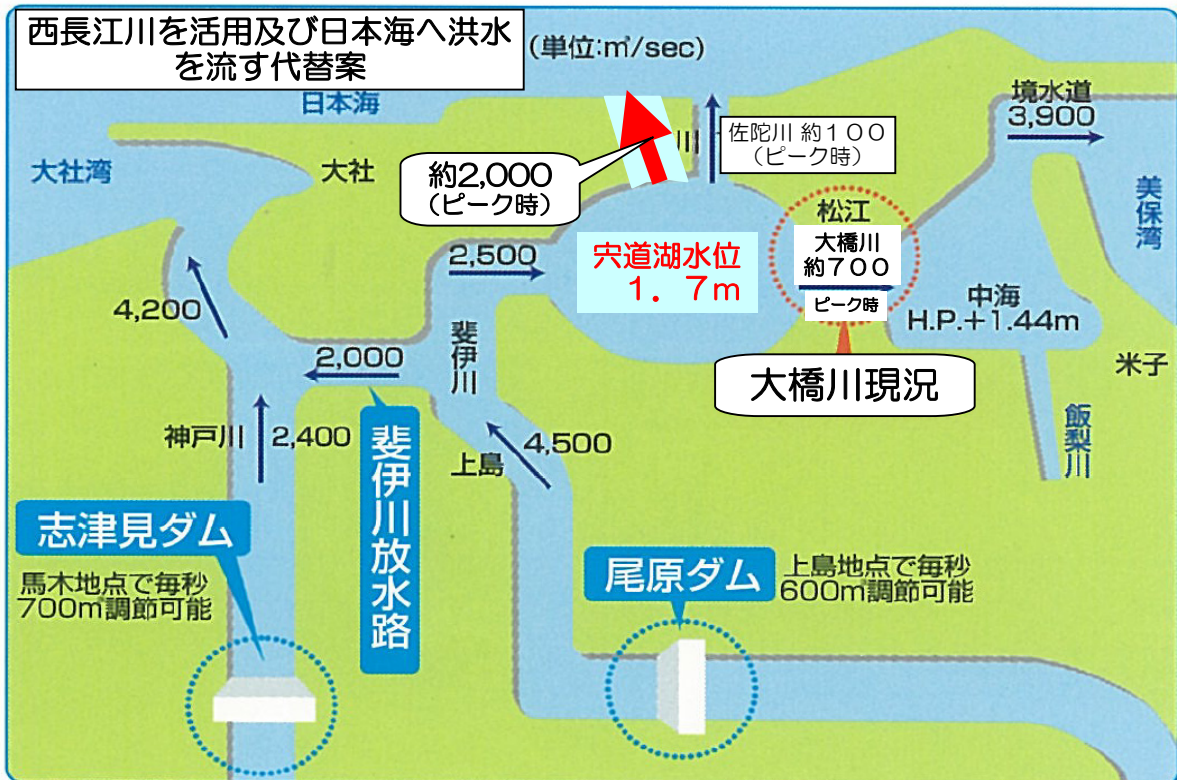 西長江川を活用及び日本海へ洪水
を流す代替案
(単位:㎥/sec)
日本海
大社湾
大社
約2,000
(ピーク時)
川
佐陀川 約100
(ピーク時)
境水道
3,900
美保湾
松江
大橋川
約700
ピーク時
宍道湖水位
1.7m
2,500
中海
H.P.+1.44m
米子
4,200
2,000
斐伊川
大橋川現況
飯梨川
神戸川
2,400
斐伊川放水路
上島
4,500
志津見ダム
馬木地点で毎秒
700㎥調節可能
尾原ダム
上島地点で毎秒
600㎥調節可能